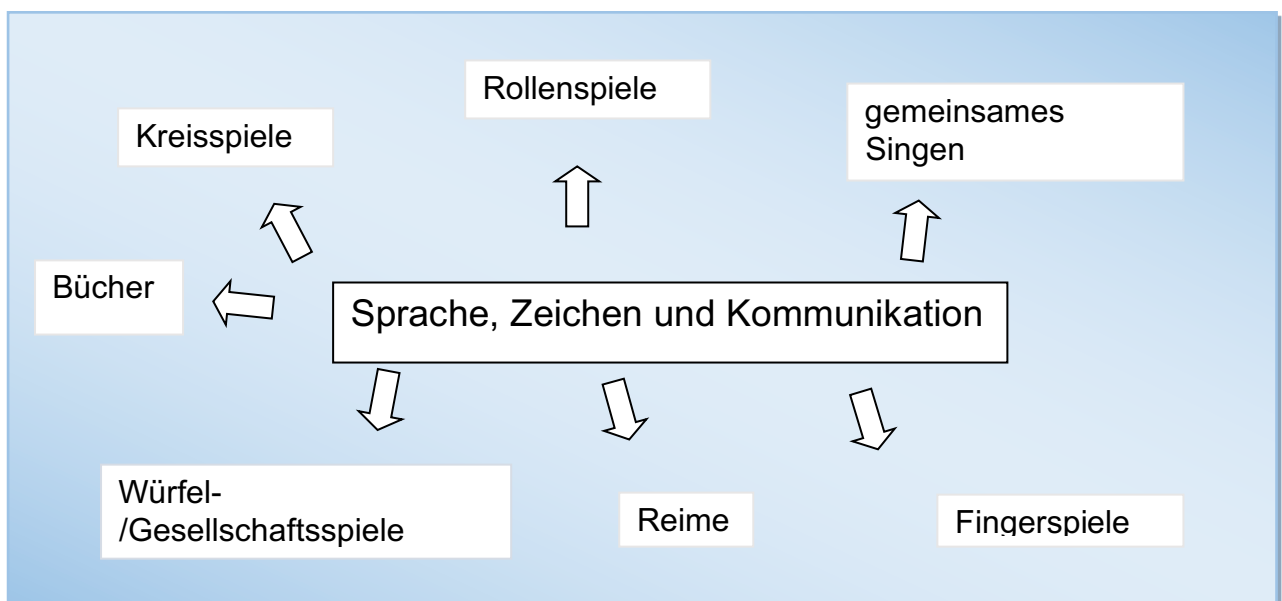 Rollenspiele
gemeinsames
Singen
Kreisspiele
Bücher
Sprache, Zeichen und Kommunikation
Würfel-
/Gesellschaftsspiele
Reime
Fingerspiele